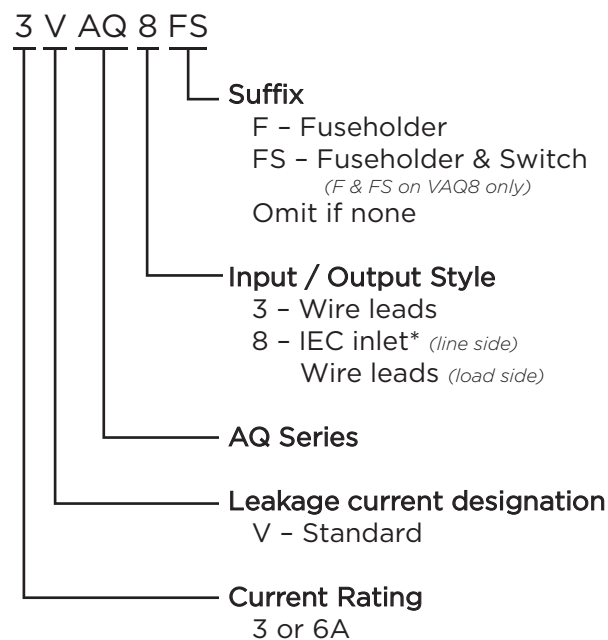 3 V AQ 8 FS
Suffix
F – Fuseholder
FS – Fuseholder & Switch
(F & FS on VAQ8 only)
Omit if none
Input / Output Style
3 – Wire leads
8 – IEC inlet* (line side)
Wire leads (load side)
AQ Series
Leakage current designation
V – Standard
Current Rating
3 or 6A